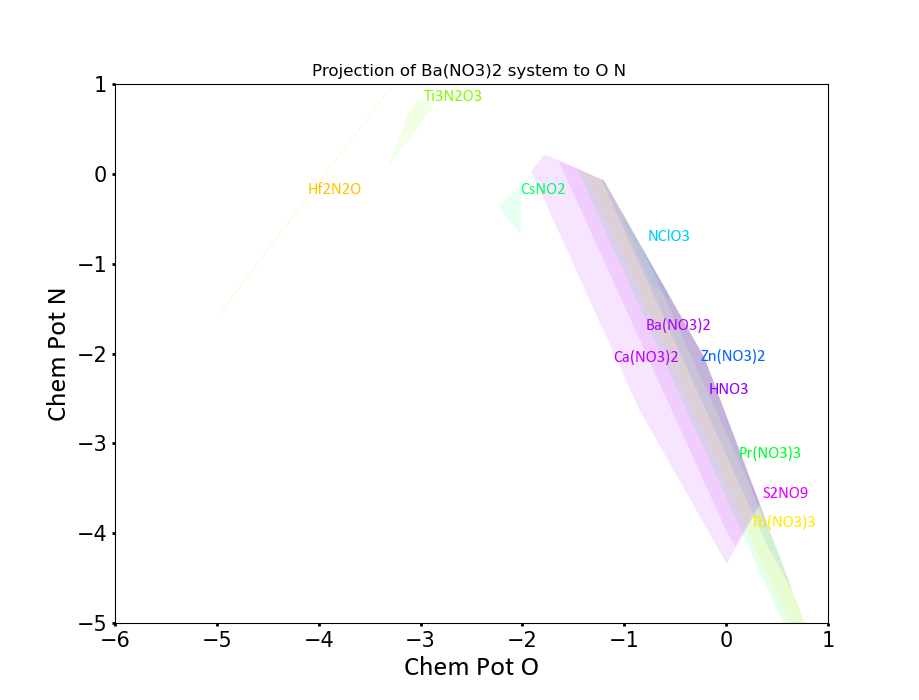 Projection of Ba(NO3)2 system to O N
1
Ti3N2O3
0
Hf2N2O
CsNO2
NClO3
−1
Ba(NO3)2
−2
Ca(NO3)2
Zn(NO3)2
HNO3
−3
Pr(NO3)3
S2NO9
Tb(NO3)3
−4
−5
−6
−5
−4
−3
−2
−1
0
1
Chem Pot O
Chem Pot N